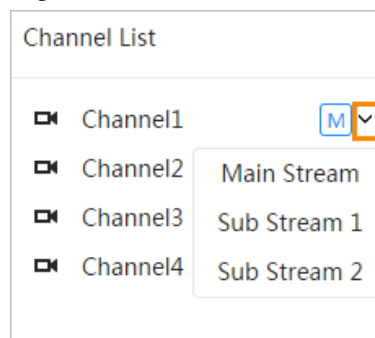 Channel List
Channel1 M
Channel2
Main Stream
Channel3
Sub Stream 1
Channel4
Sub Stream 2